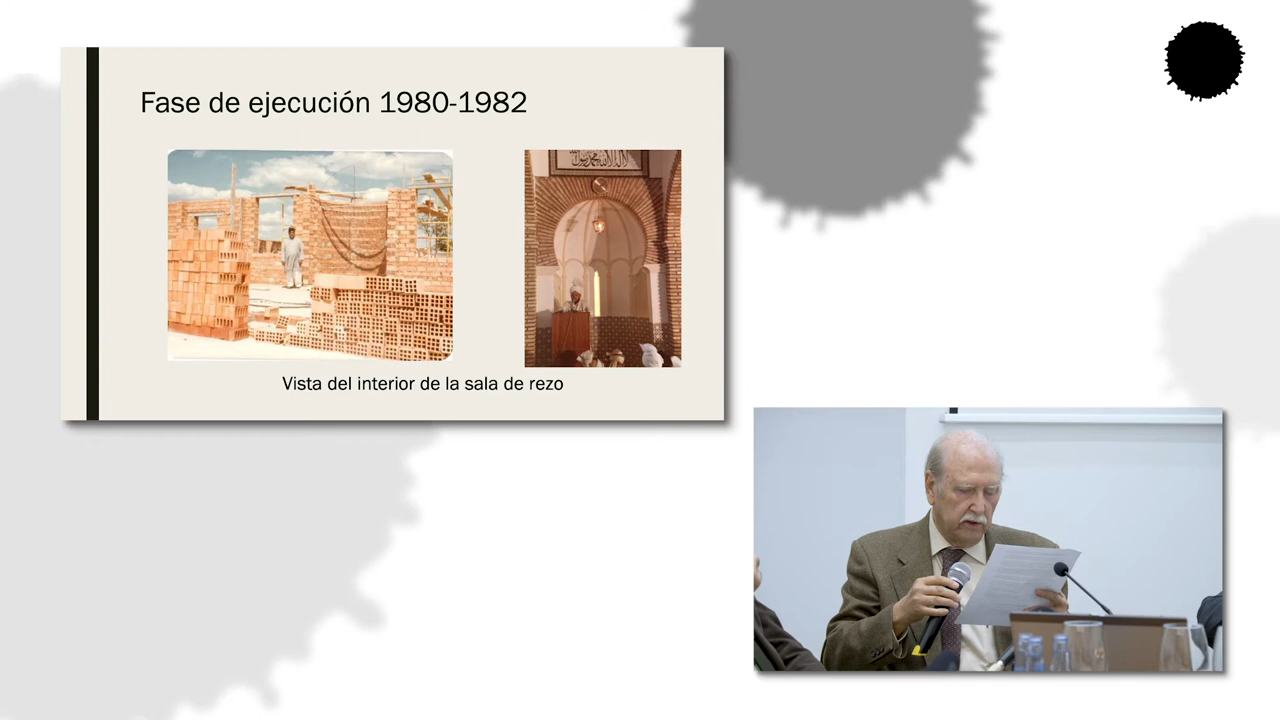 Fase de ejecución 1980-1982
Vista del interior de la sala de rezo